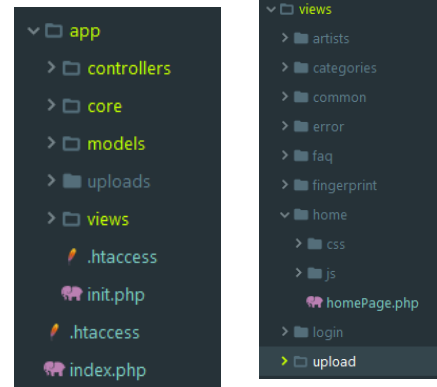 app
controllers
core
models
uploads
views
.htaccess
init.php
.htaccess
index.php
views
artists
categories
common
error
faq
fingerprint
home
css
js
homePage.php
login
upload